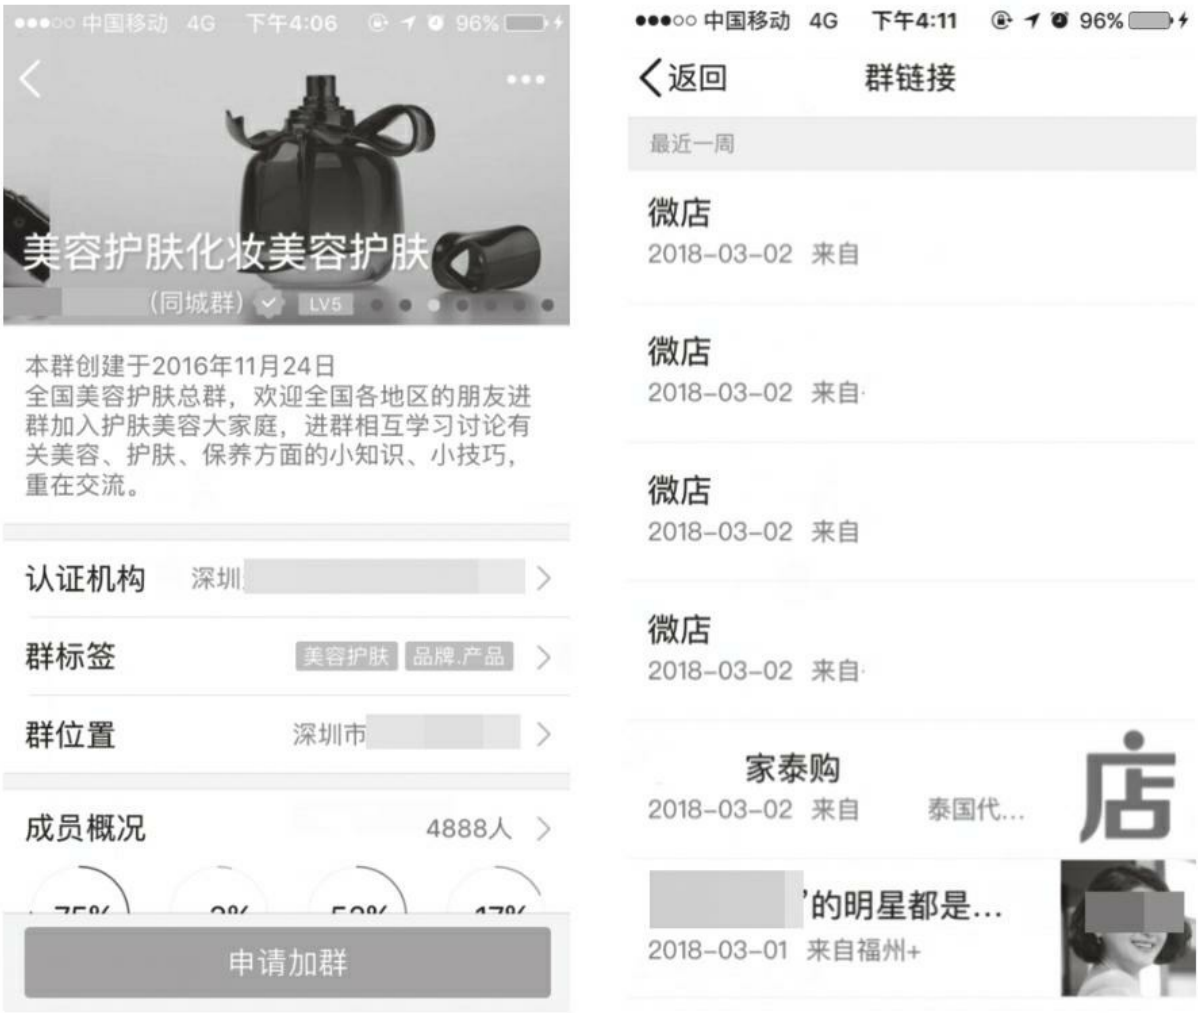 中国移动 4G 下午4:06 96%
美容护肤化妆美容护肤
(同城群) LV5
本群创建于2016年11月24日
全国美容护肤总群，欢迎全国各地区的朋友进
群加入护肤美容大家庭，进群相互学习讨论有
关美容、护肤、保养方面的小知识、小技巧，
重在交流。
认证机构 深圳
群标签 美容护肤 品牌.产品
群位置 深圳市
成员概况 4888人
申请加群
中国移动 4G 下午4:11 96%
返回 群链接
最近一周
微店
2018-03-02 来自
微店
2018-03-02 来自
微店
2018-03-02 来自
微店
2018-03-02 来自
家泰购
2018-03-02 来自 泰国代...
店
的明星都是...
2018-03-01 来自福州+